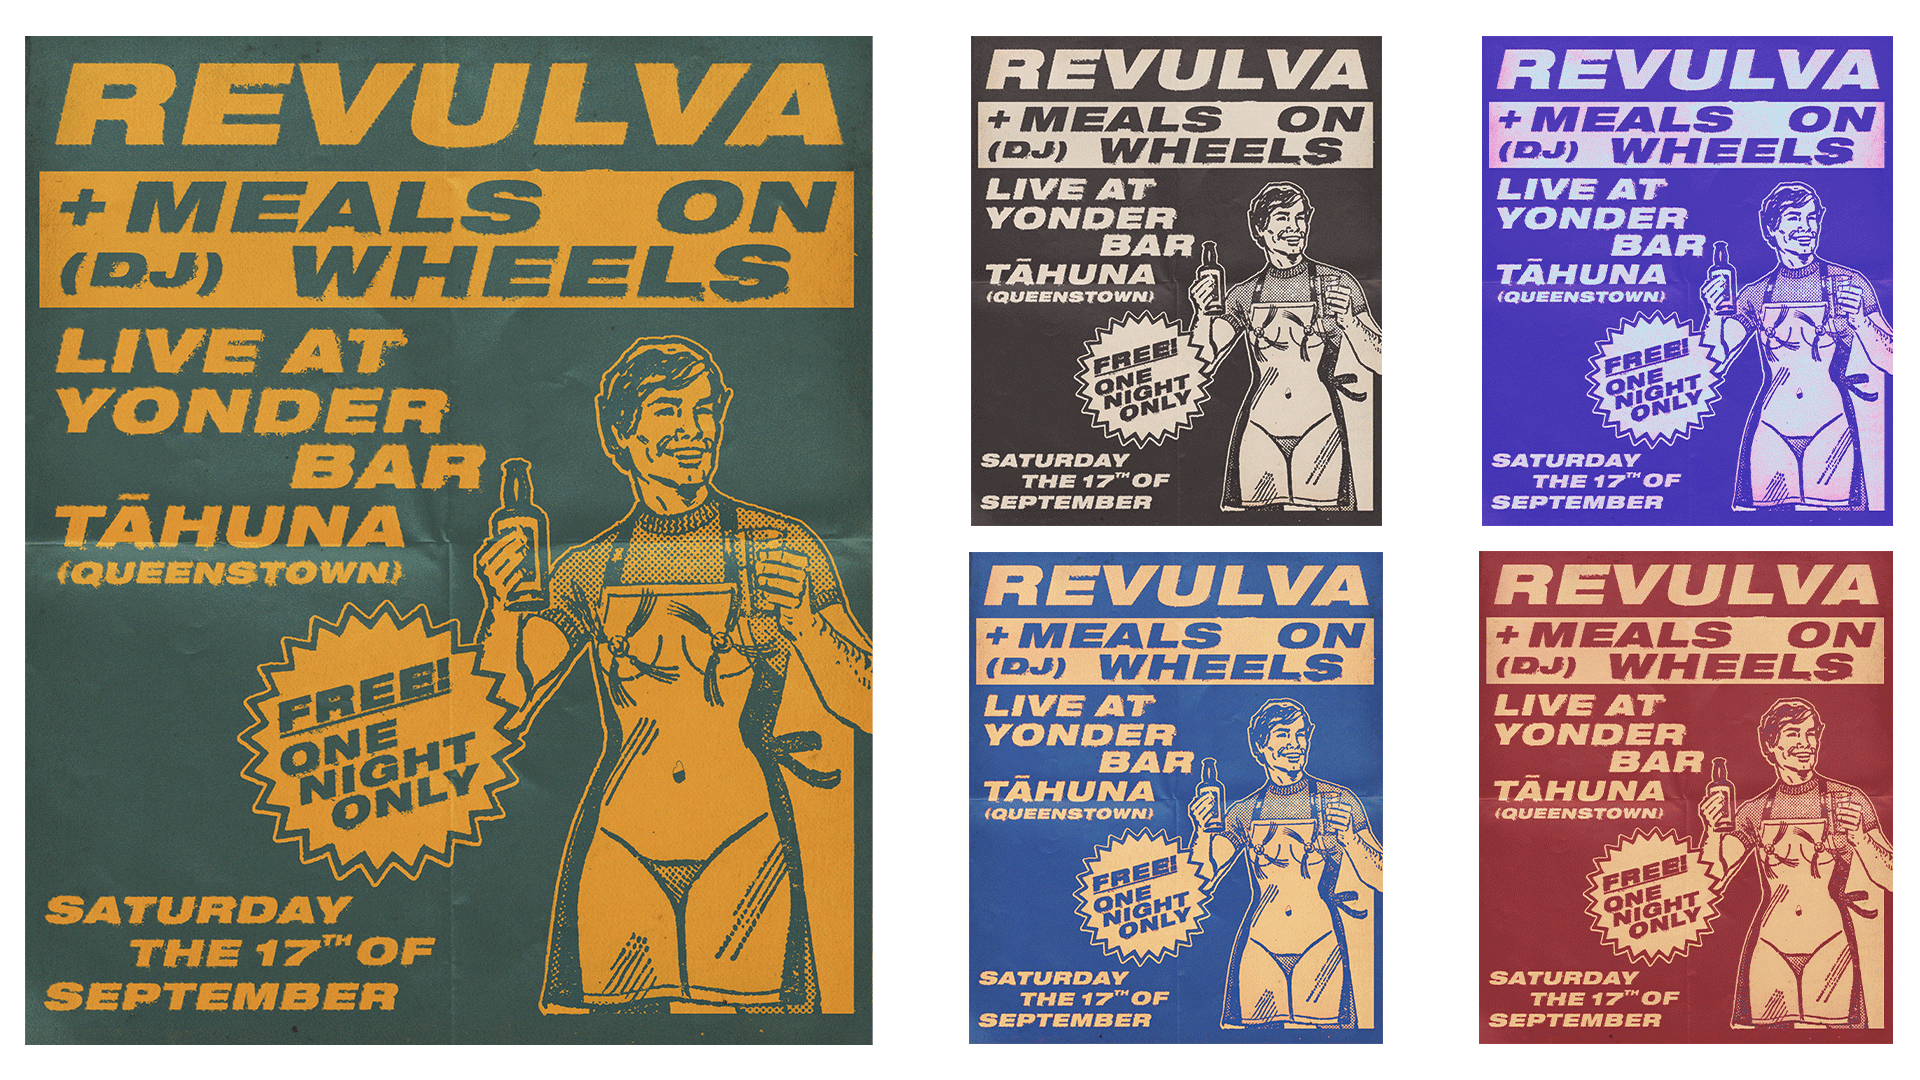 REVULVA
+ MEALS ON
(DJ) WHEELS
LIVE AT
YONDER
BAR
TĀHUNA
(QUEENSTOWN)
FREE!
ONE
NIGHT
ONLY
SATURDAY
THE 17TH OF
SEPTEMBER
REVULVA
+ MEALS ON
(DJ) WHEELS
LIVE AT
YONDER
BAR
TĀHUNA
(QUEENSTOWN)
FREE!
ONE
NIGHT
ONLY
SATURDAY
THE 17TH OF
SEPTEMBER
REVULVA
+ MEALS ON
(DJ) WHEELS
LIVE AT
YONDER
BAR
TĀHUNA
(QUEENSTOWN)
FREE!
ONE
NIGHT
ONLY
SATURDAY
THE 17TH OF
SEPTEMBER
REVULVA
+ MEALS ON
(DJ) WHEELS
LIVE AT
YONDER
BAR
TĀHUNA
(QUEENSTOWN)
FREE!
ONE
NIGHT
ONLY
SATURDAY
THE 17TH OF
SEPTEMBER
REVULVA
+ MEALS ON
(DJ) WHEELS
LIVE AT
YONDER
BAR
TĀHUNA
(QUEENSTOWN)
FREE!
ONE
NIGHT
ONLY
SATURDAY
THE 17TH OF
SEPTEMBER